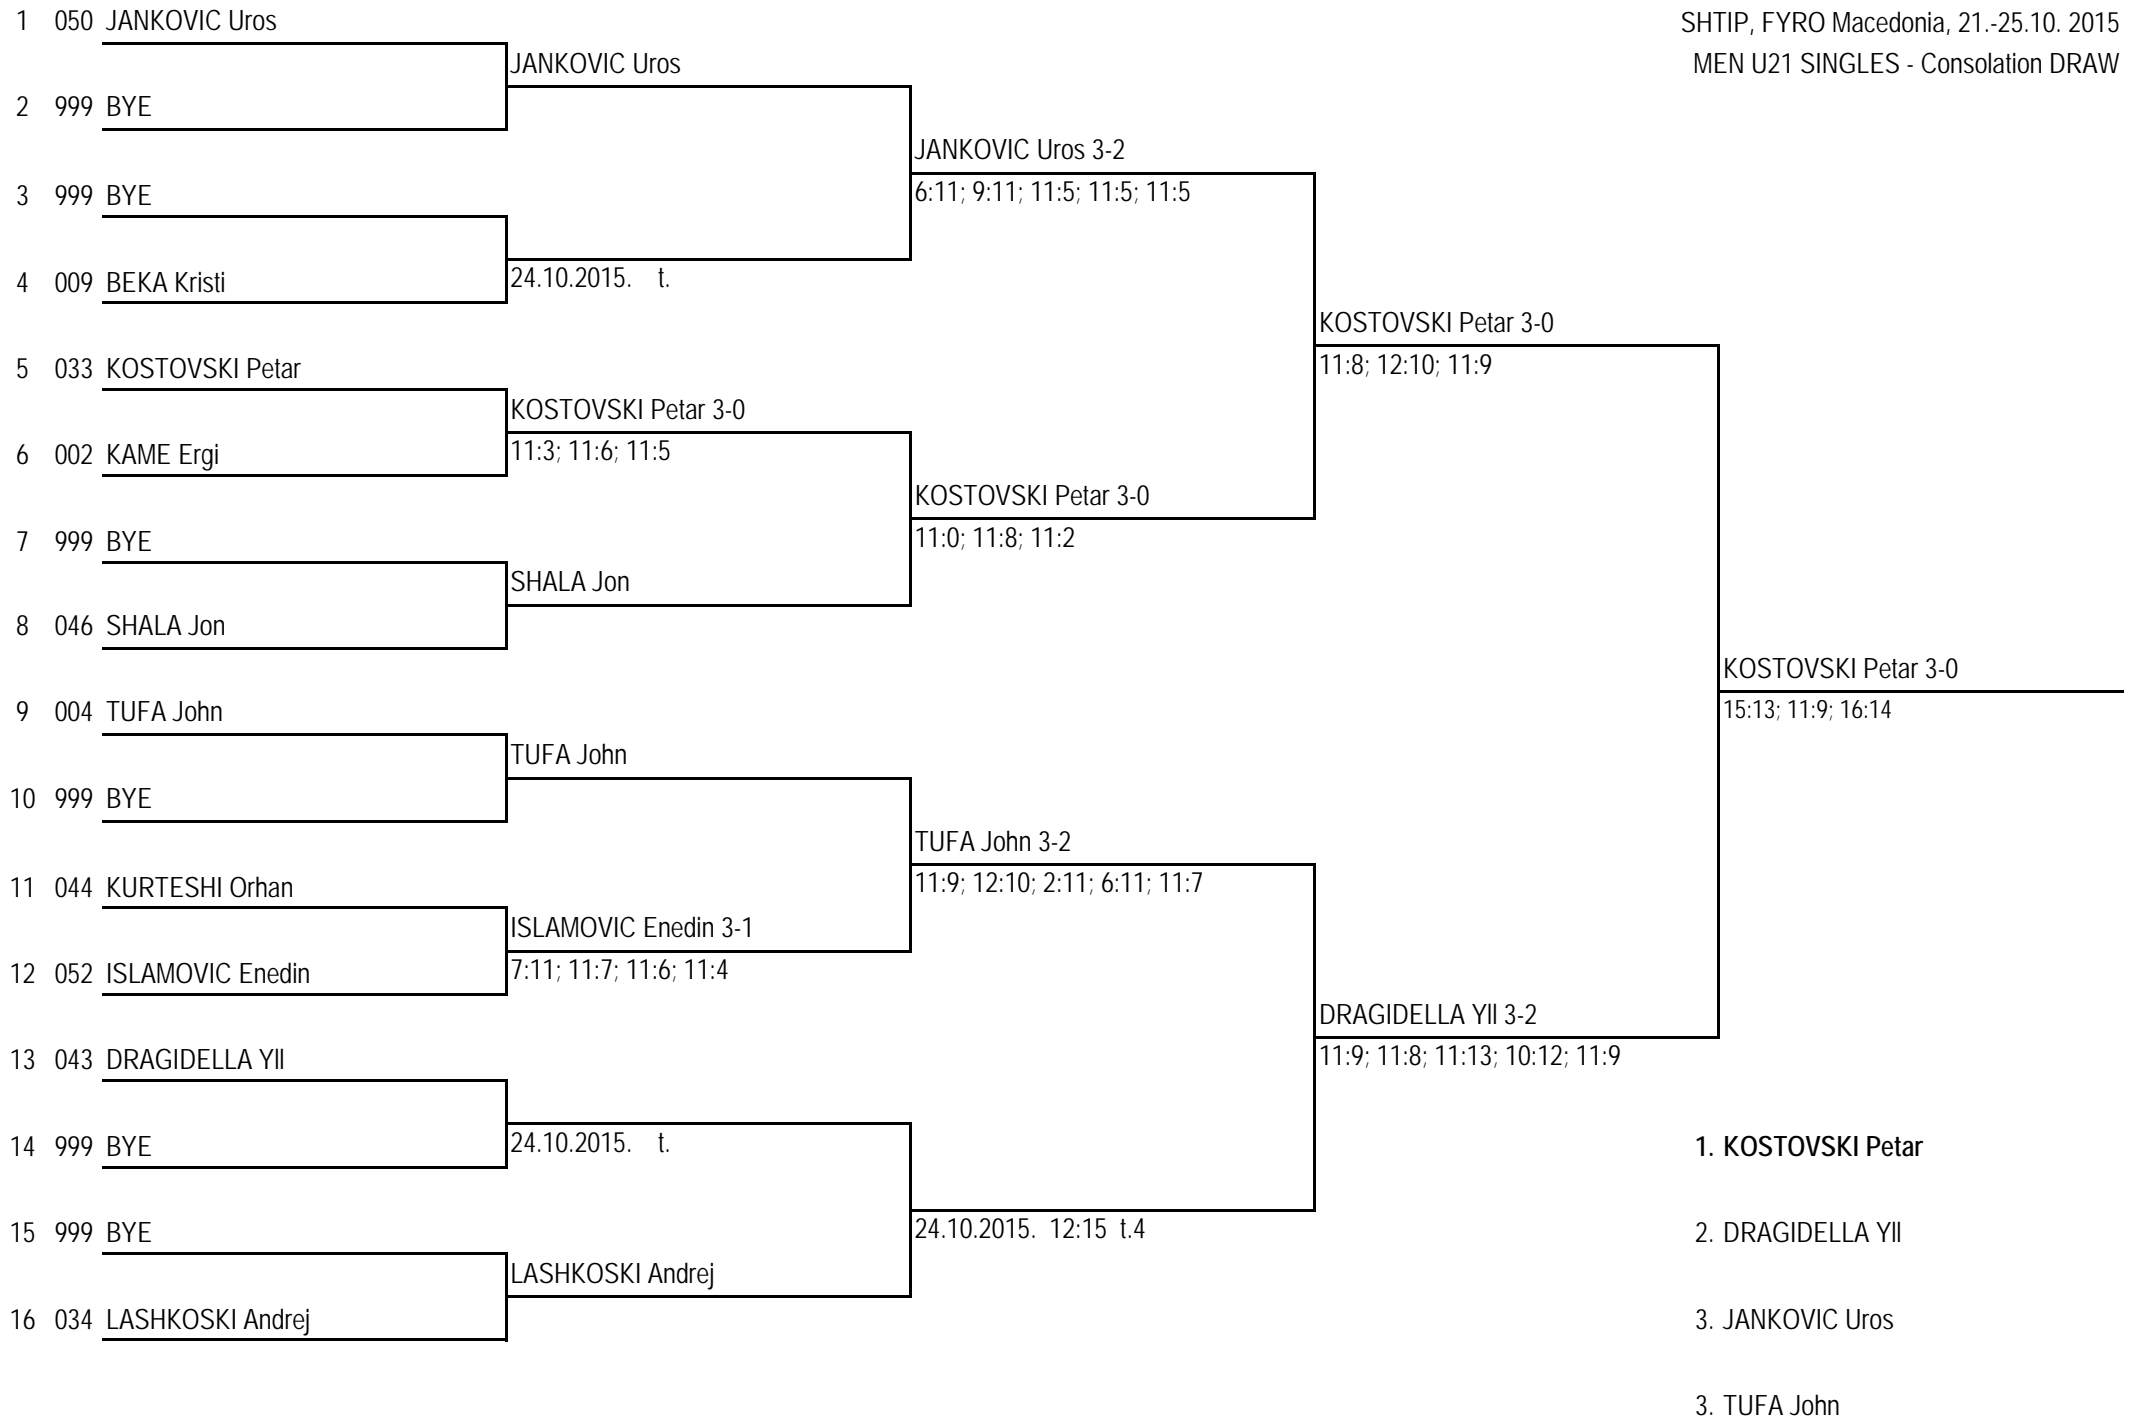 SHTIP, FYRO Macedonia, 21.-25.10. 2015
MEN U21 SINGLES - Consolation DRAW
1 050 JANKOVIC Uros
JANKOVIC Uros
2 999 BYE
JANKOVIC Uros 3-2
6:11; 9:11; 11:5; 11:5; 11:5
3 999 BYE
24.10.2015. t.
4 009 BEKA Kristi
KOSTOVSKI Petar 3-0
11:8; 12:10; 11:9
5 033 KOSTOVSKI Petar
KOSTOVSKI Petar 3-0
11:3; 11:6; 11:5
6 002 KAME Ergi
KOSTOVSKI Petar 3-0
11:0; 11:8; 11:2
7 999 BYE
SHALA Jon
8 046 SHALA Jon
KOSTOVSKI Petar 3-0
15:13; 11:9; 16:14
9 004 TUFA John
TUFA John
10 999 BYE
TUFA John 3-2
11:9; 12:10; 2:11; 6:11; 11:7
11 044 KURTESHI Orhan
ISLAMOVIC Enedin 3-1
7:11; 11:7; 11:6; 11:4
12 052 ISLAMOVIC Enedin
DRAGIDELLA Yll 3-2
11:9; 11:8; 11:13; 10:12; 11:9
13 043 DRAGIDELLA Yll
24.10.2015. t.
14 999 BYE
24.10.2015. 12:15 t.4
15 999 BYE
LASHKOSKI Andrej
16 034 LASHKOSKI Andrej
1. KOSTOVSKI Petar
2. DRAGIDELLA Yll
3. JANKOVIC Uros
3. TUFA John